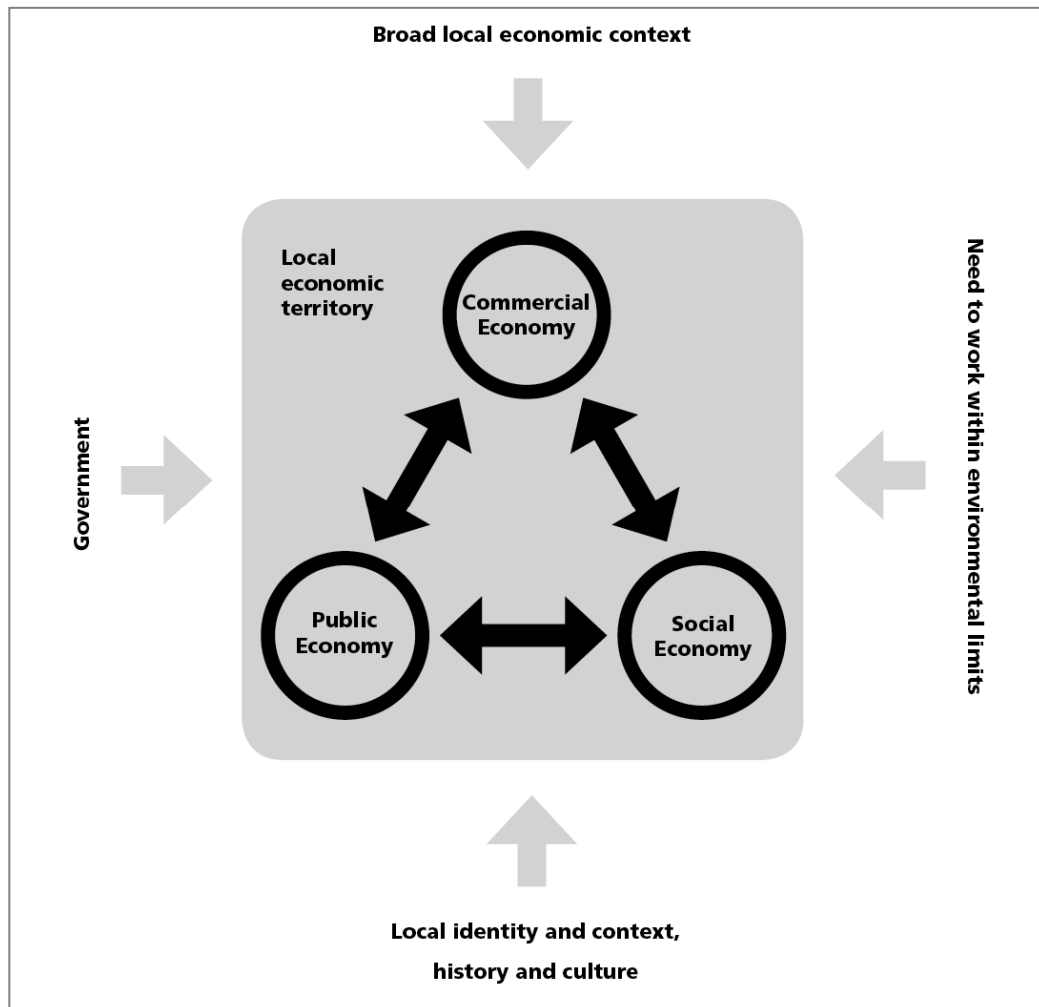 Broad local economic context
Local
economic
territory
Commercial
Economy
Government
Need to work within environmental limits
Public
Economy
Social
Economy
Local identity and context,
history and culture